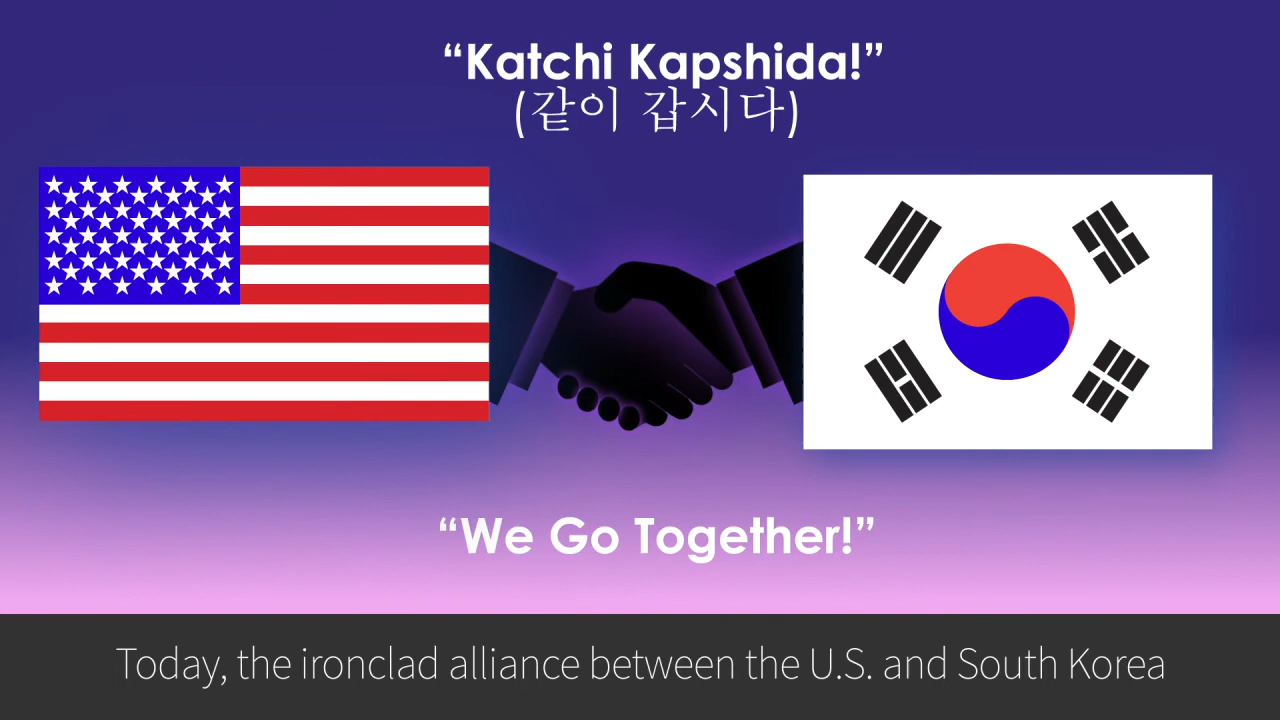 “Katchi Kapshida!”
(같이 갑시다)
“We Go Together!”
Today, the ironclad alliance between the U.S. and South Korea